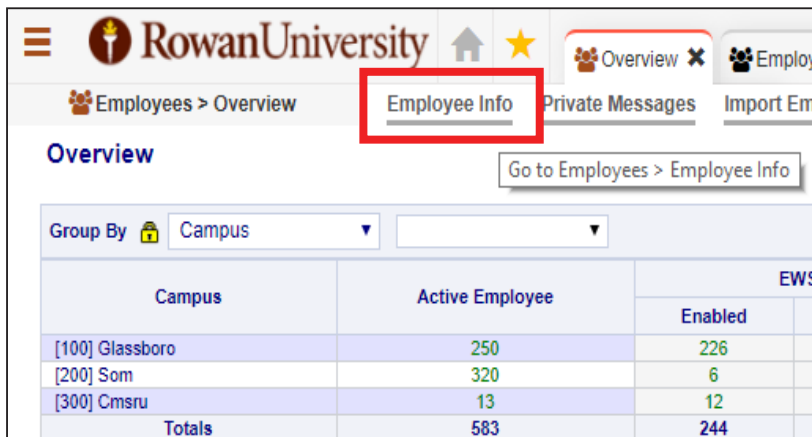 RowanUniversity Overview Employ
Employees > Overview Employee Info Private Messages Import Em
Overview
Go to Employees > Employee Info
Group By Campus
Campus Active Employee EWS
Enabled
[100] Glassboro 250 226
[200] Som 320 6
[300] Cmsru 13 12
Totals 583 244